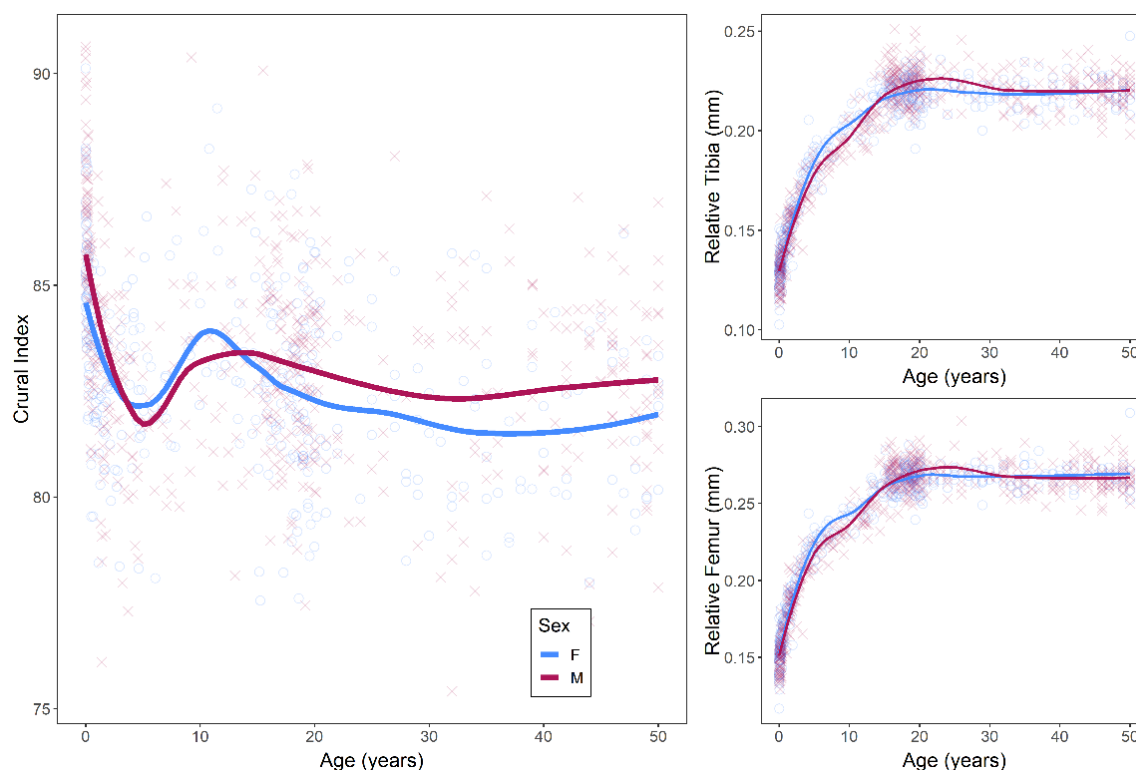 90
85
80
75
Crural Index
0 10 20 30 40 50
Age (years)
Sex
F
M
0.25
0.20
0.15
0.10
Relative Tibia (mm)
0 10 20 30 40 50
Age (years)
0.30
0.25
0.20
0.15
Relative Femur (mm)
0 10 20 30 40 50
Age (years)